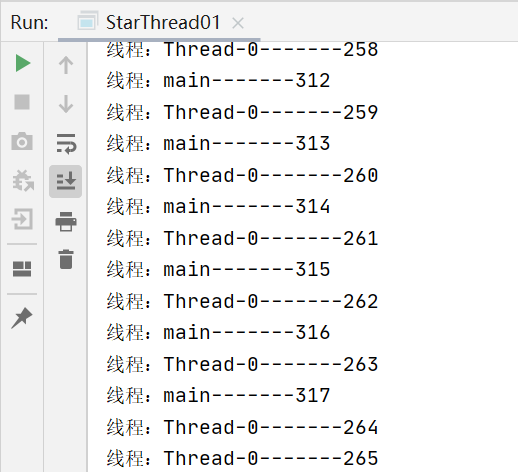 Run: StarThread01
线程：Thread-0-------258
线程：main-------312
线程：Thread-0-------259
线程：main-------313
线程：Thread-0-------260
线程：main-------314
线程：Thread-0-------261
线程：main-------315
线程：Thread-0-------262
线程：main-------316
线程：Thread-0-------263
线程：main-------317
线程：Thread-0-------264
线程：Thread-0-------265